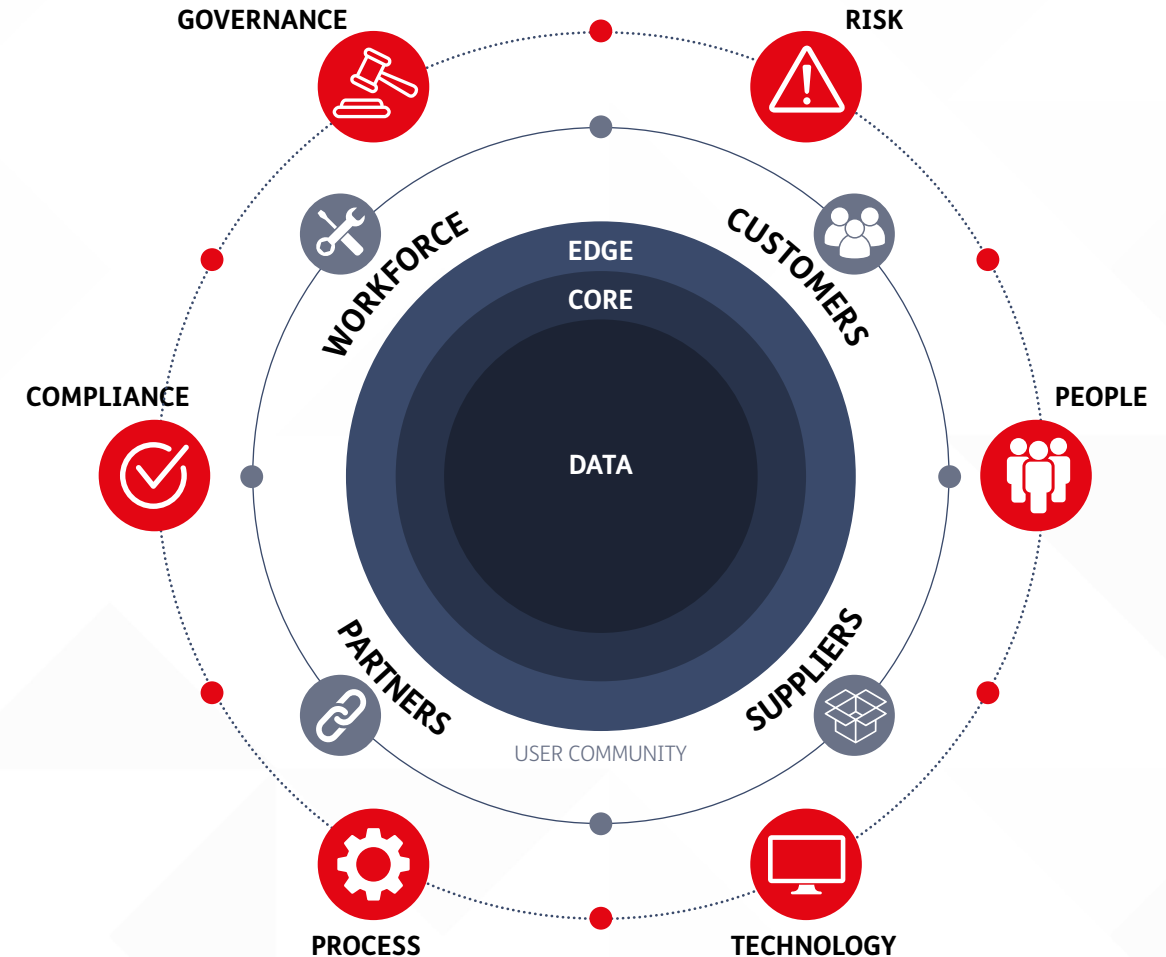 GOVERNANCE
RISK
WORKFORCE
CUSTOMERS
EDGE
CORE
COMPLIANCE
PEOPLE
DATA
PARTNERS
SUPPLIERS
USER COMMUNITY
PROCESS
TECHNOLOGY